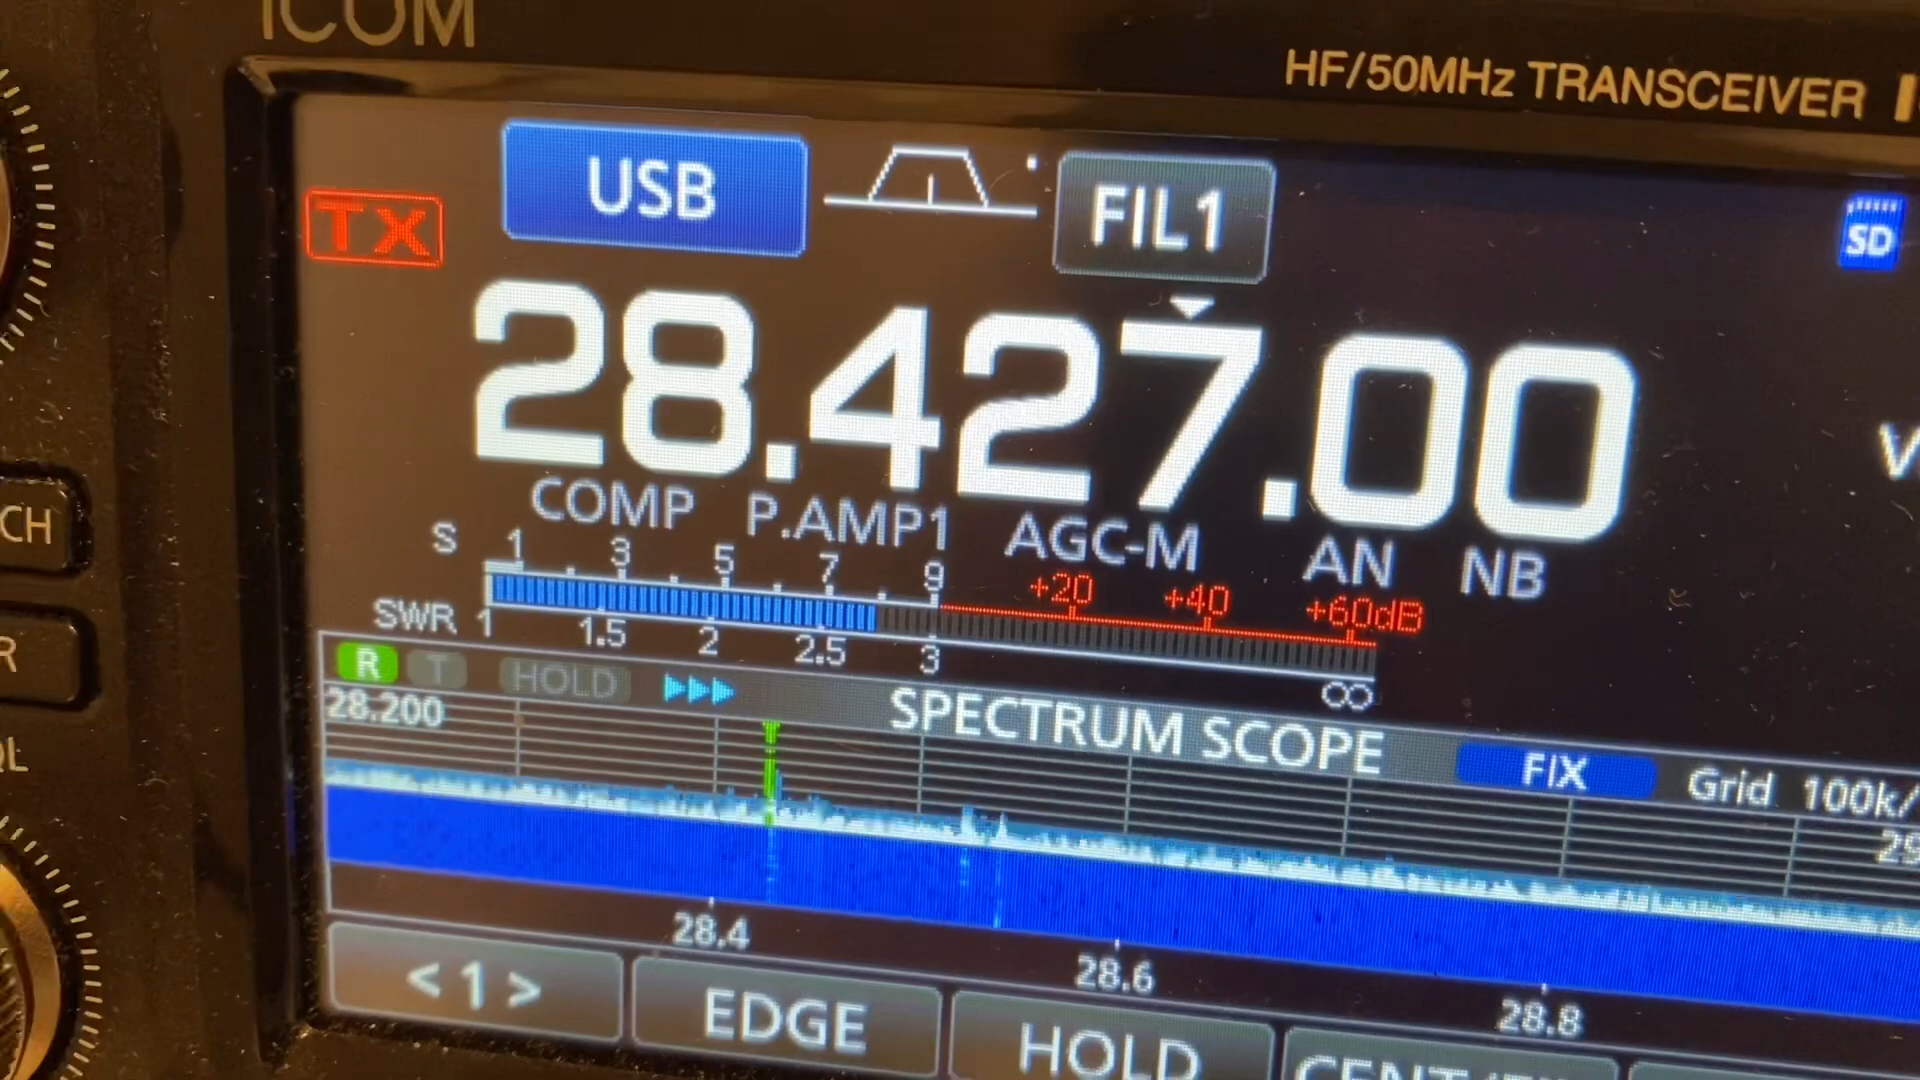 ICOM
HF/50MHz TRANSCEIVER
TX USB FIL1 SD
28.427.00
COMP P.AMP1 AGC-M AN NB
S 1 3 5 7 9 +20 +40 +60dB
SWR 1 1.5 2 2.5 3 ∞
R T HOLD
28.200 SPECTRUM SCOPE FIX Grid 100k/
28.4 28.6 28.8
<1> EDGE HOLD
CH
R